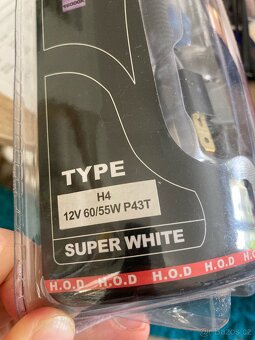 TYPE
H4
12V 60/55W P43T
SUPER WHITE
H.O.D H.O.D H.O.D H.O.D